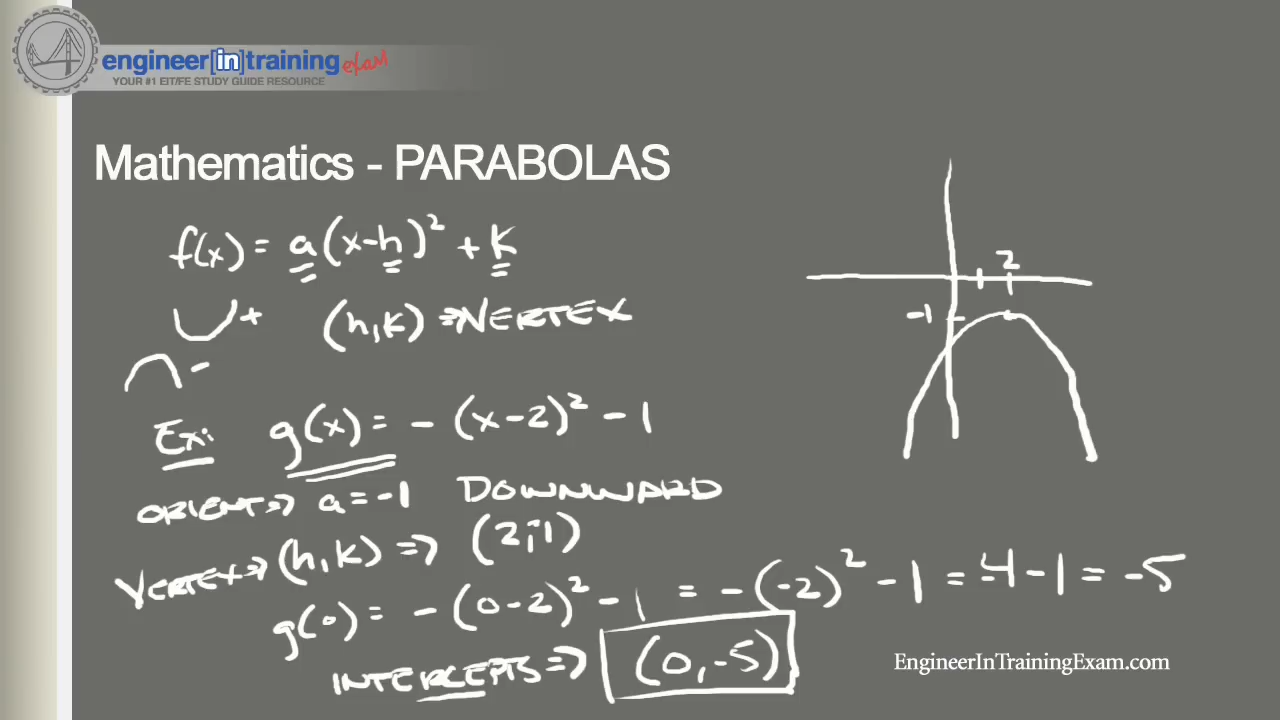 engineer[in]training exam
YOUR #1 EIT/FE STUDY GUIDE RESOURCE
Mathematics - PARABOLAS
f(x) = a(x-h)² + k
+ (h,k) ⇒ VERTEX
-
Ex: g(x) = -(x-2)² - 1
ORIENT ⇒ a = -1 DOWNWARD
VERTEX ⇒ (h,k) ⇒ (2,-1)
g(0) = -(0-2)² - 1 = -(-2)² - 1 = -4 - 1 = -5
INTERCEPTS ⇒ (0,-5)
2
-1
EngineerInTrainingExam.com